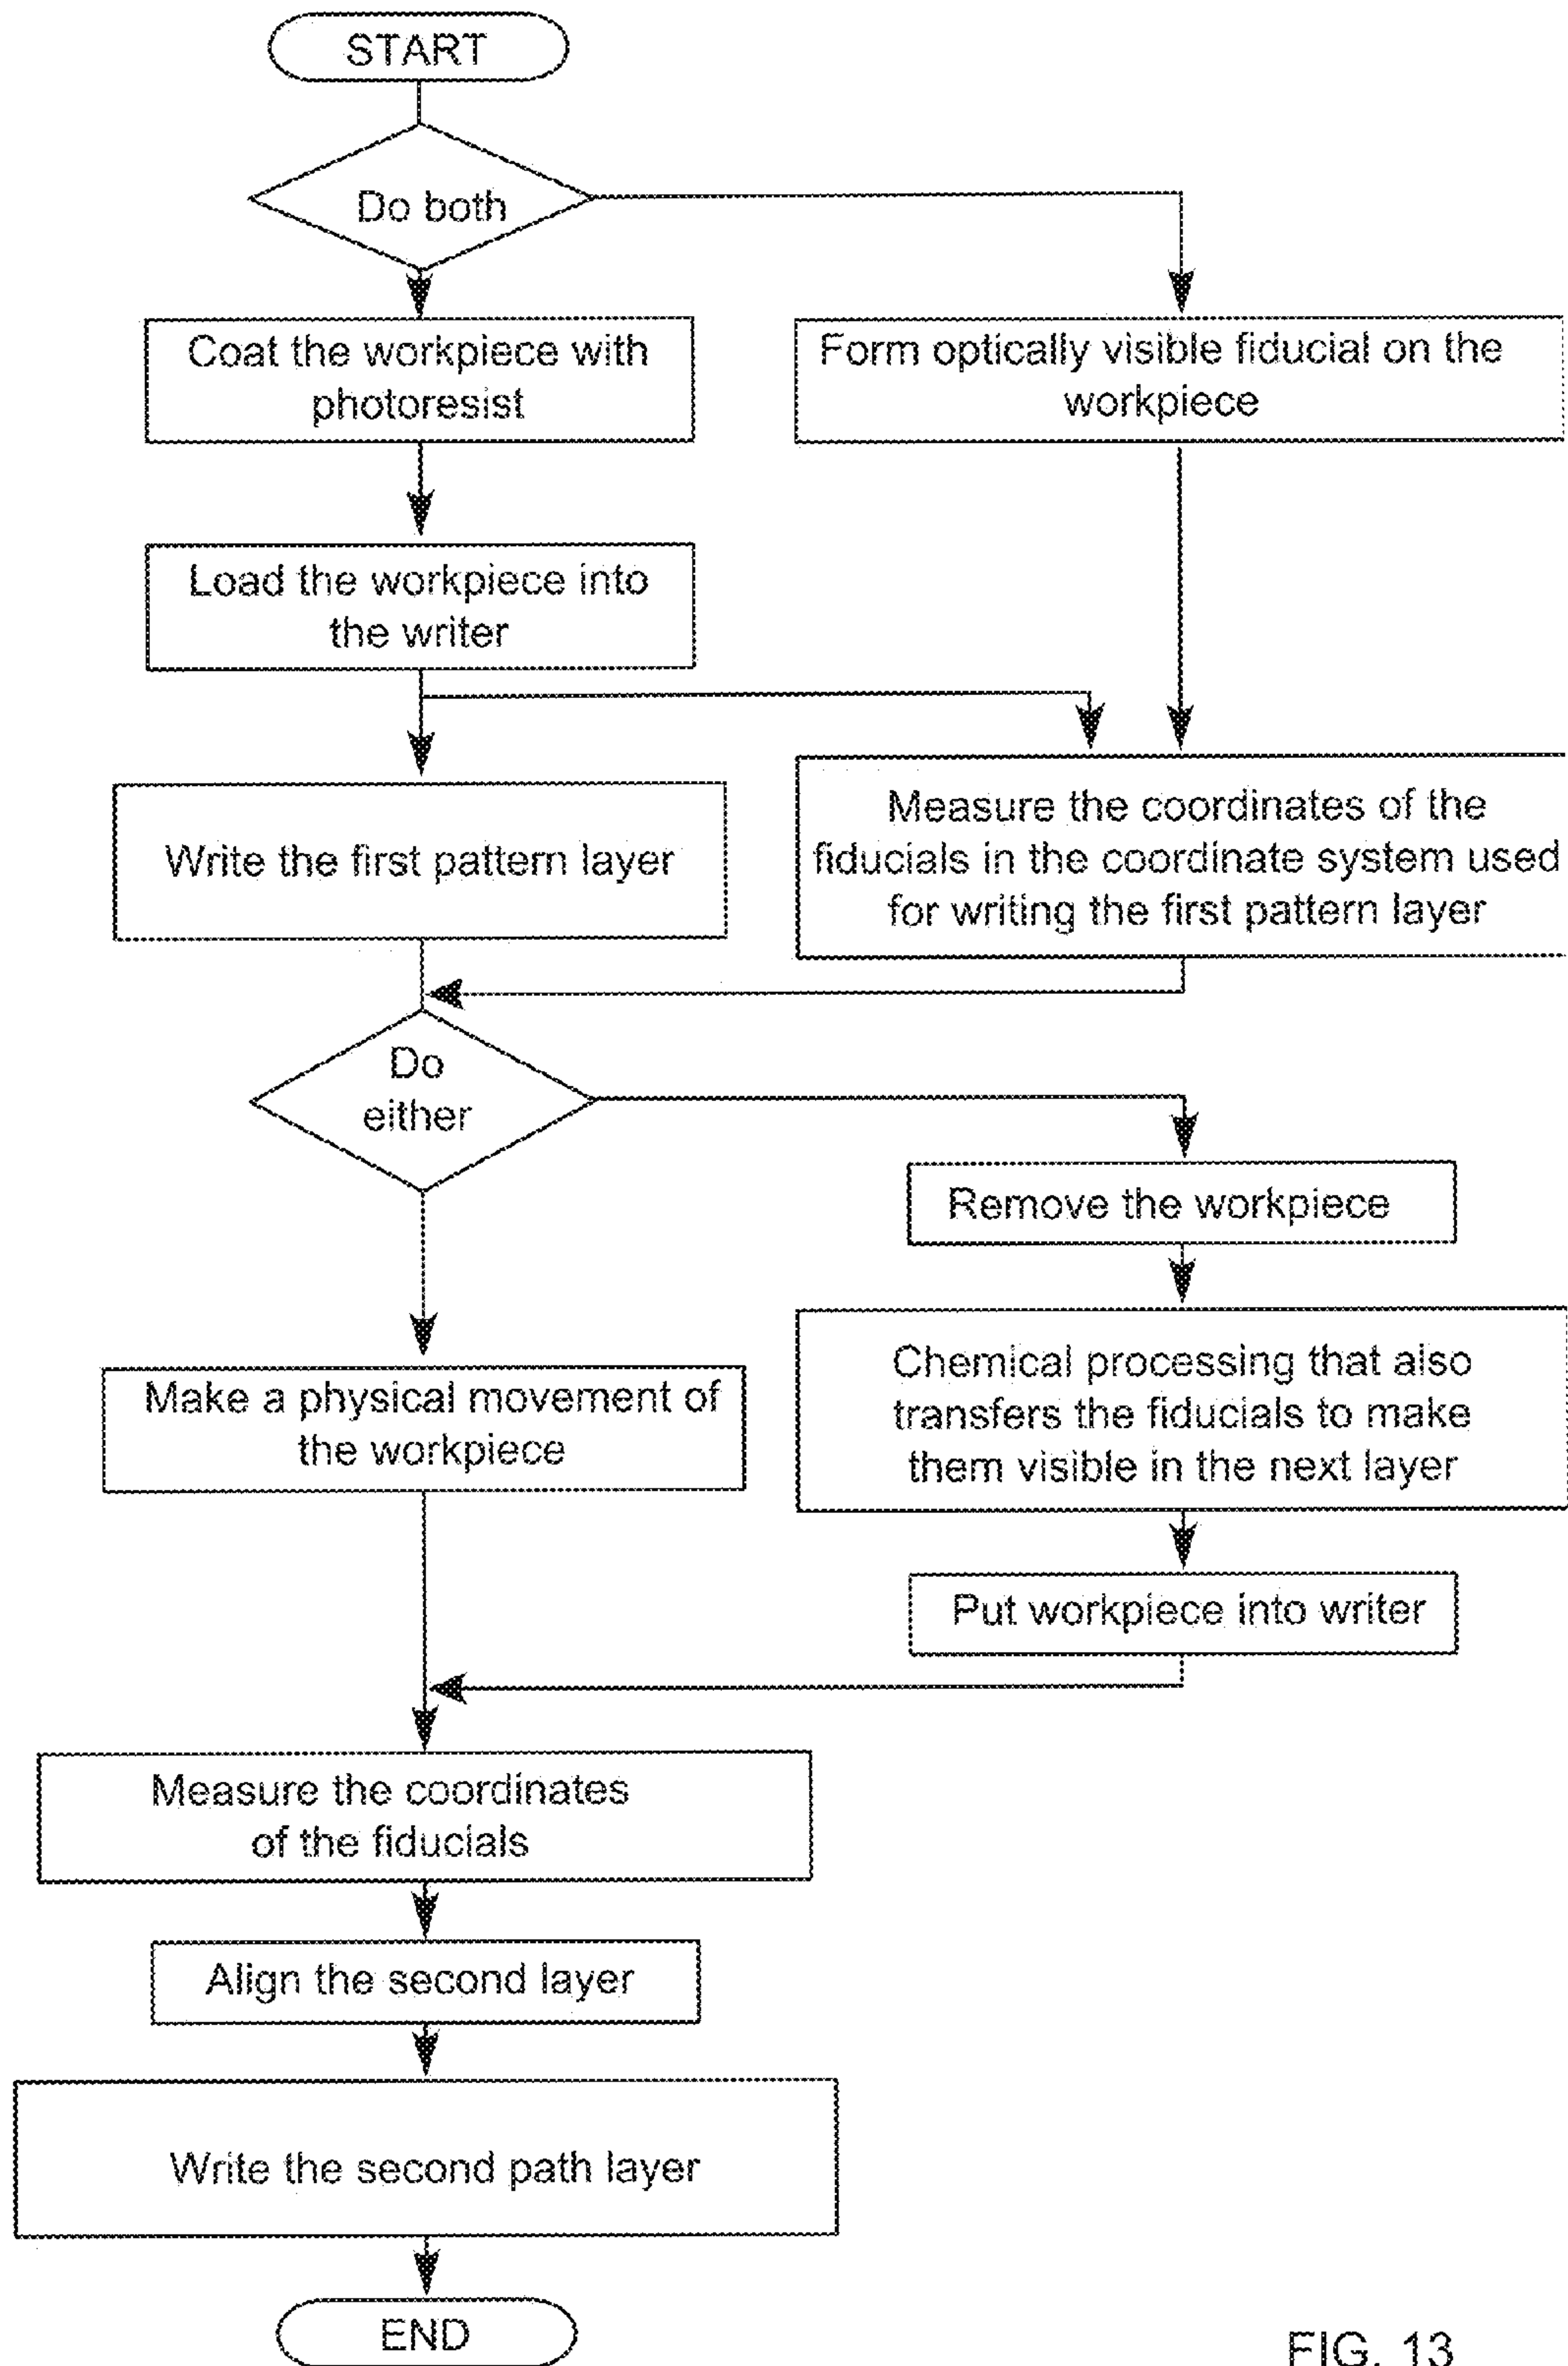 START
Do both
Coat the workpiece with
photoresist
Form optically visible fiducial on the
workpiece
Load the workpiece into
the writer
Write the first pattern layer
Measure the coordinates of the
fiducials in the coordinate system used
for writing the first pattern layer
Do
either
Remove the workpiece
Make a physical movement of
the workpiece
Chemical processing that also
transfers the fiducials to make
them visible in the next layer
Put workpiece into writer
Measure the coordinates
of the fiducials
Align the second layer
Write the second path layer
END
FIG. 13